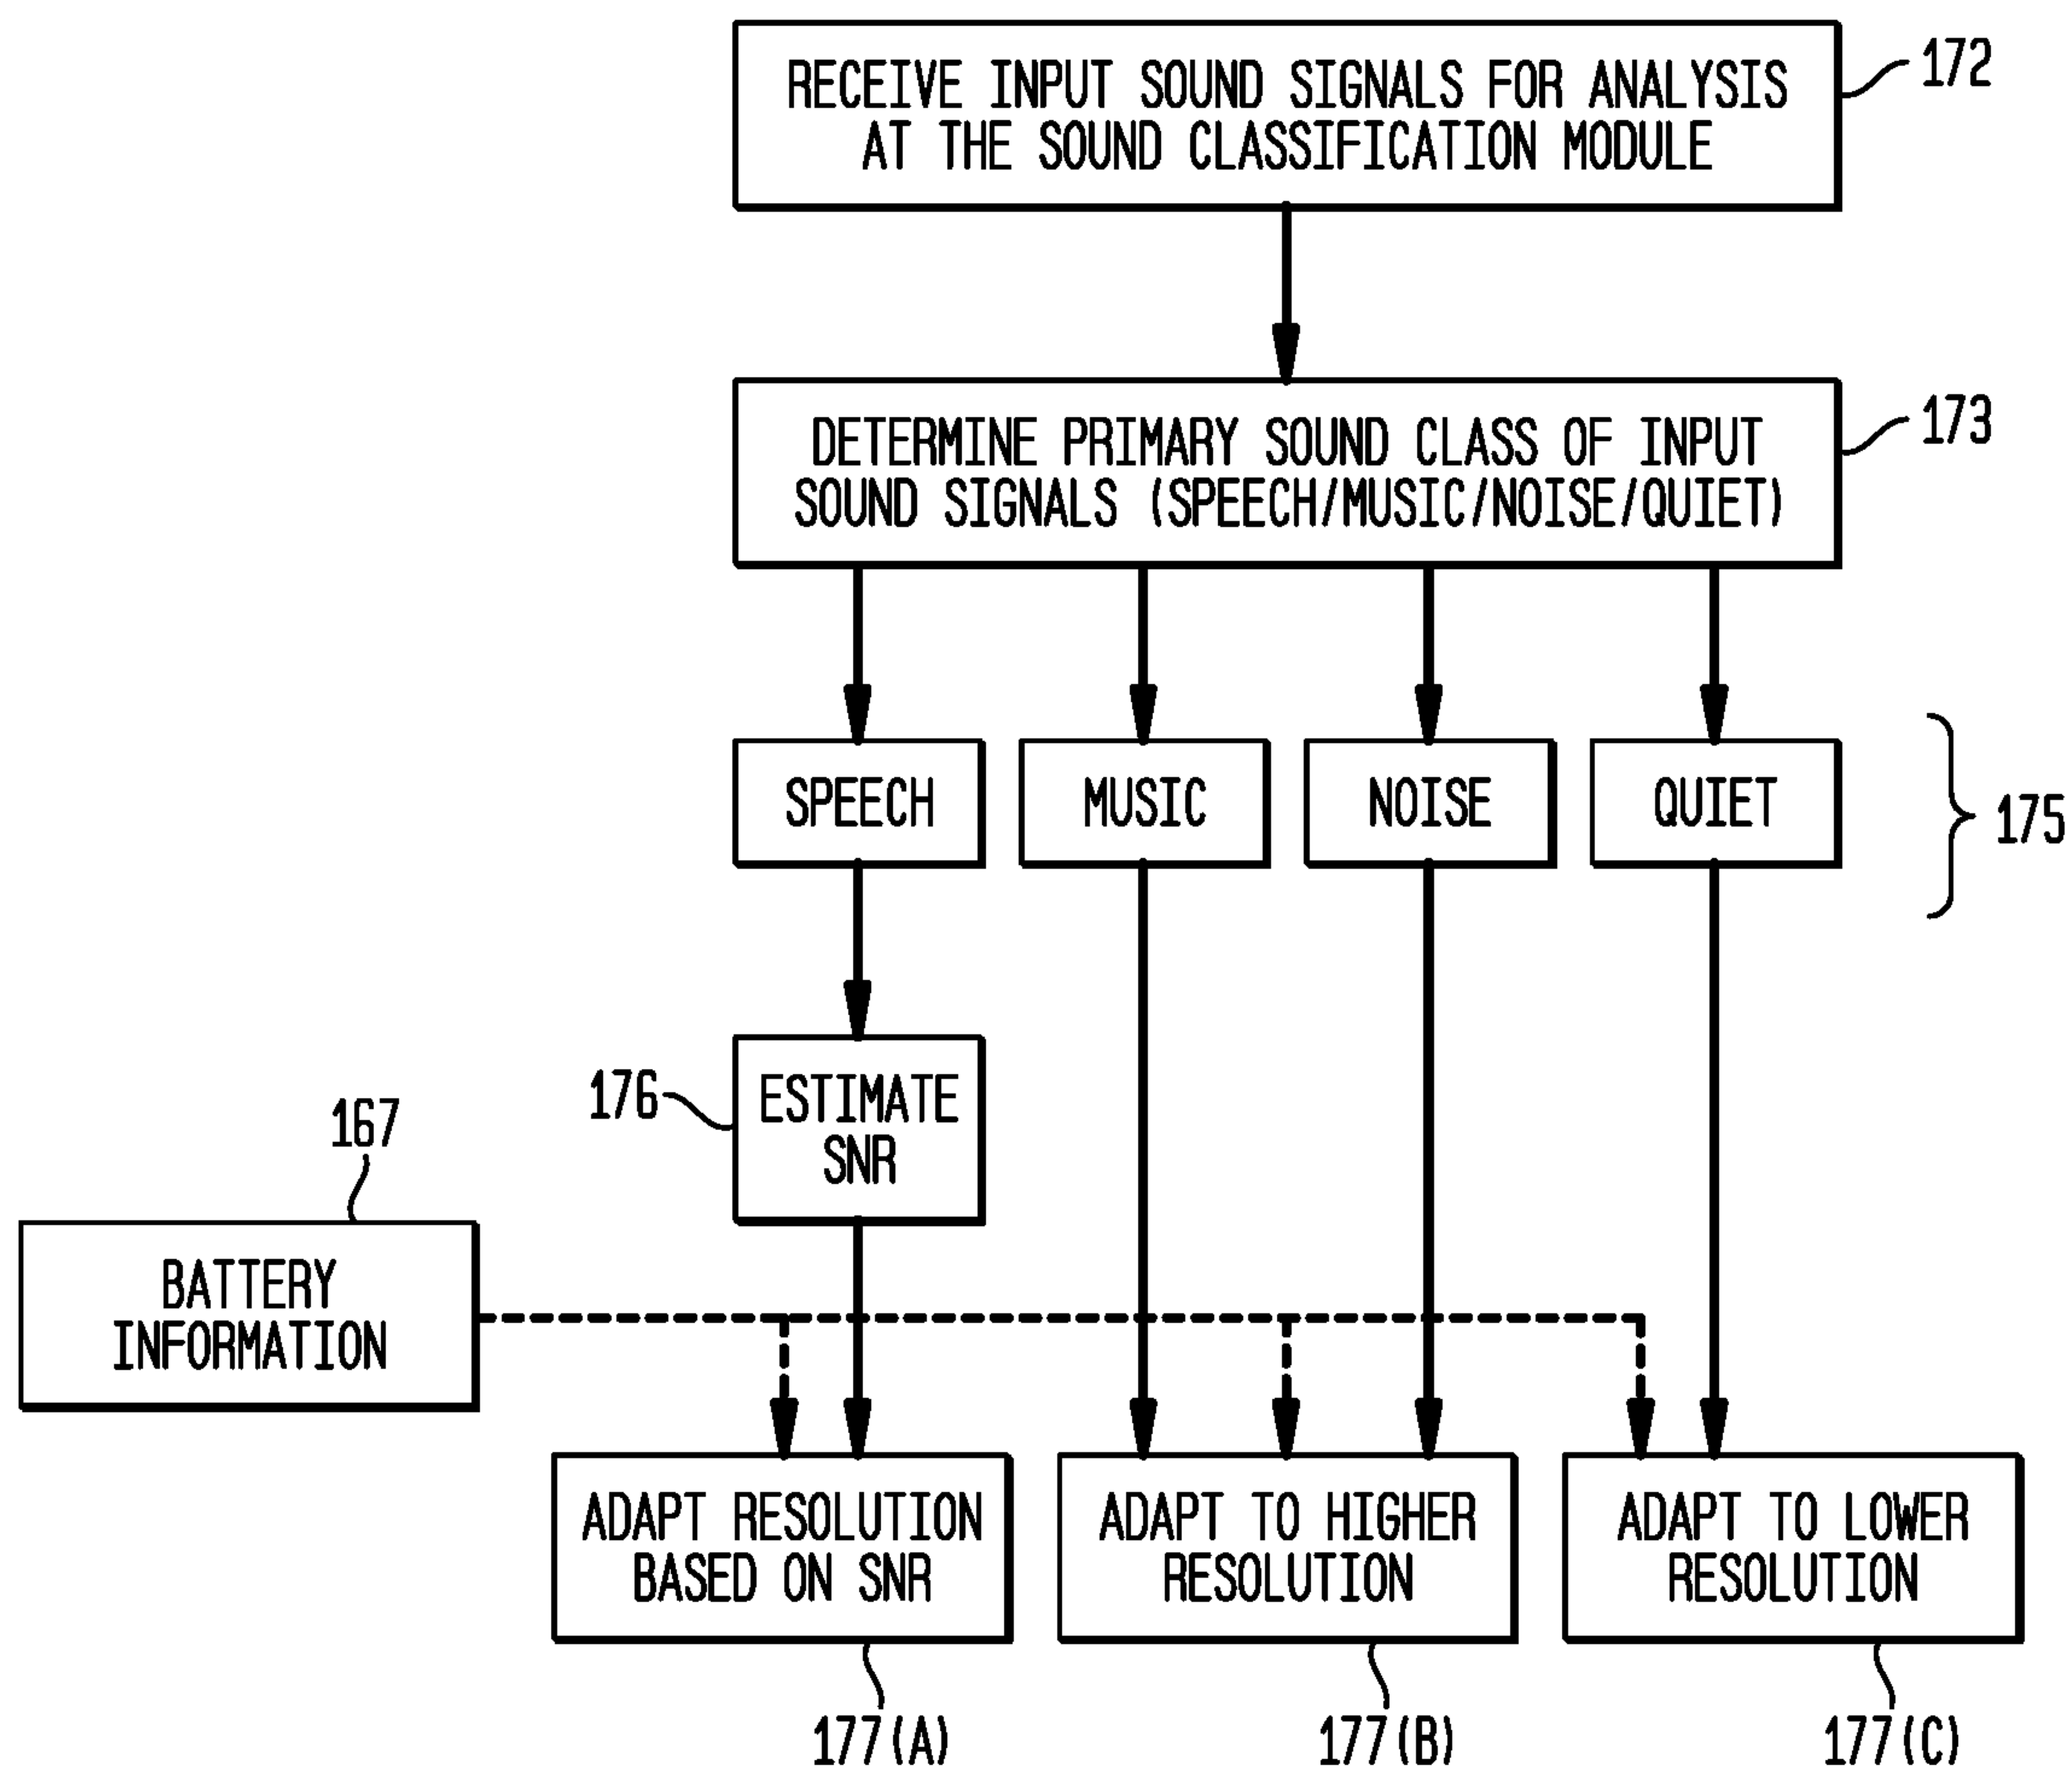 RECEIVE INPUT SOUND SIGNALS FOR ANALYSIS
AT THE SOUND CLASSIFICATION MODULE
172
DETERMINE PRIMARY SOUND CLASS OF INPUT
SOUND SIGNALS (SPEECH/MUSIC/NOISE/QUIET)
173
SPEECH
MUSIC
NOISE
QUIET
175
176
ESTIMATE
SNR
167
BATTERY
INFORMATION
ADAPT RESOLUTION
BASED ON SNR
ADAPT TO HIGHER
RESOLUTION
ADAPT TO LOWER
RESOLUTION
177(A)
177(B)
177(C)